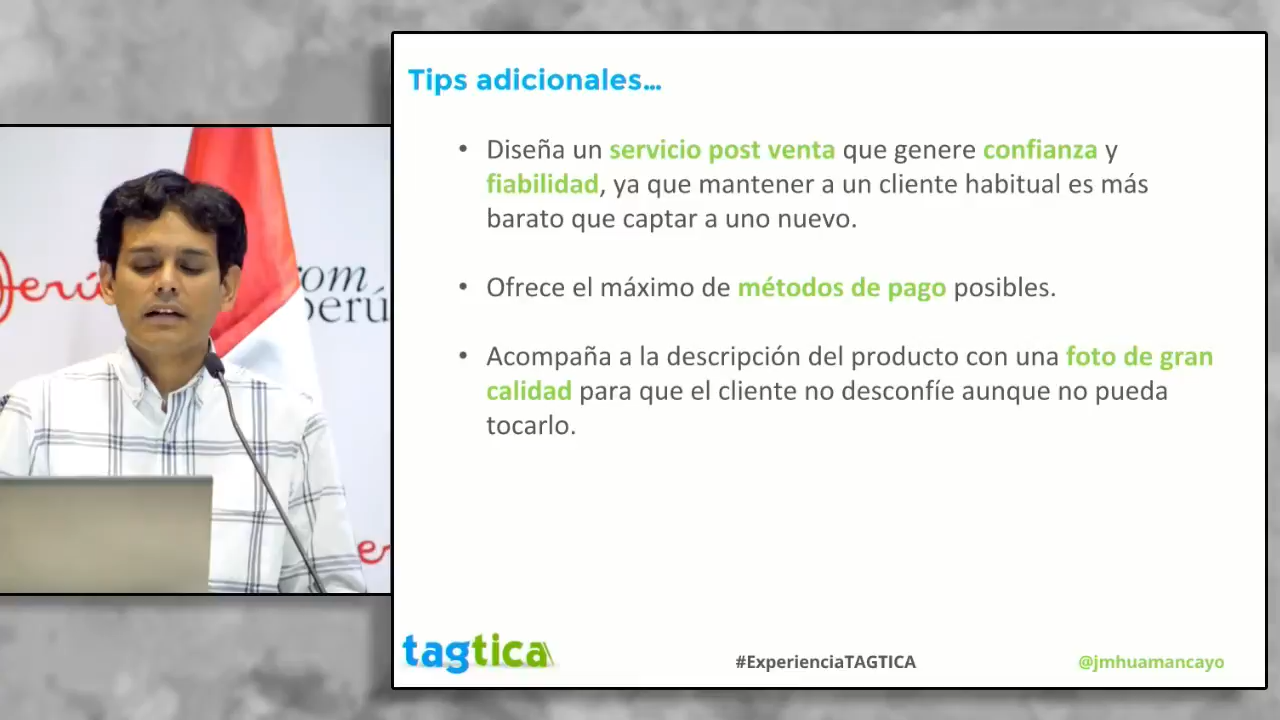 Tips adicionales…
• Diseña un servicio post venta que genere confianza y
fiabilidad, ya que mantener a un cliente habitual es más
barato que captar a uno nuevo.
• Ofrece el máximo de métodos de pago posibles.
• Acompaña a la descripción del producto con una foto de gran
calidad para que el cliente no desconfíe aunque no pueda
tocarlo.
tagtica
#ExperienciaTAGTICA
@jmhuamancayo
perú